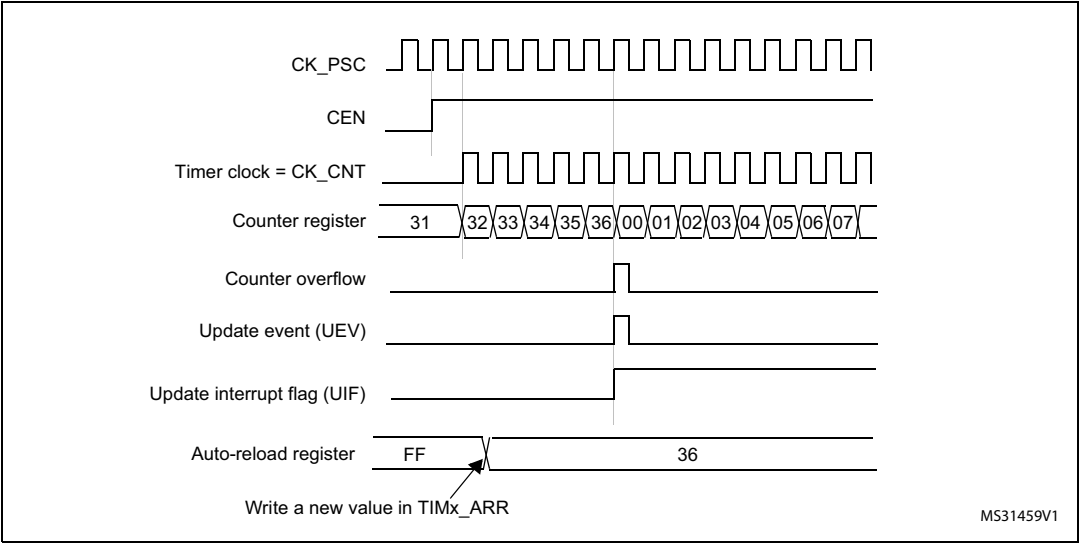 CK_PSC
CEN
Timer clock = CK_CNT
Counter register 31 32 33 34 35 36 00 01 02 03 04 05 06 07
Counter overflow
Update event (UEV)
Update interrupt flag (UIF)
Auto-reload register FF 36
Write a new value in TIMx_ARR
MS31459V1